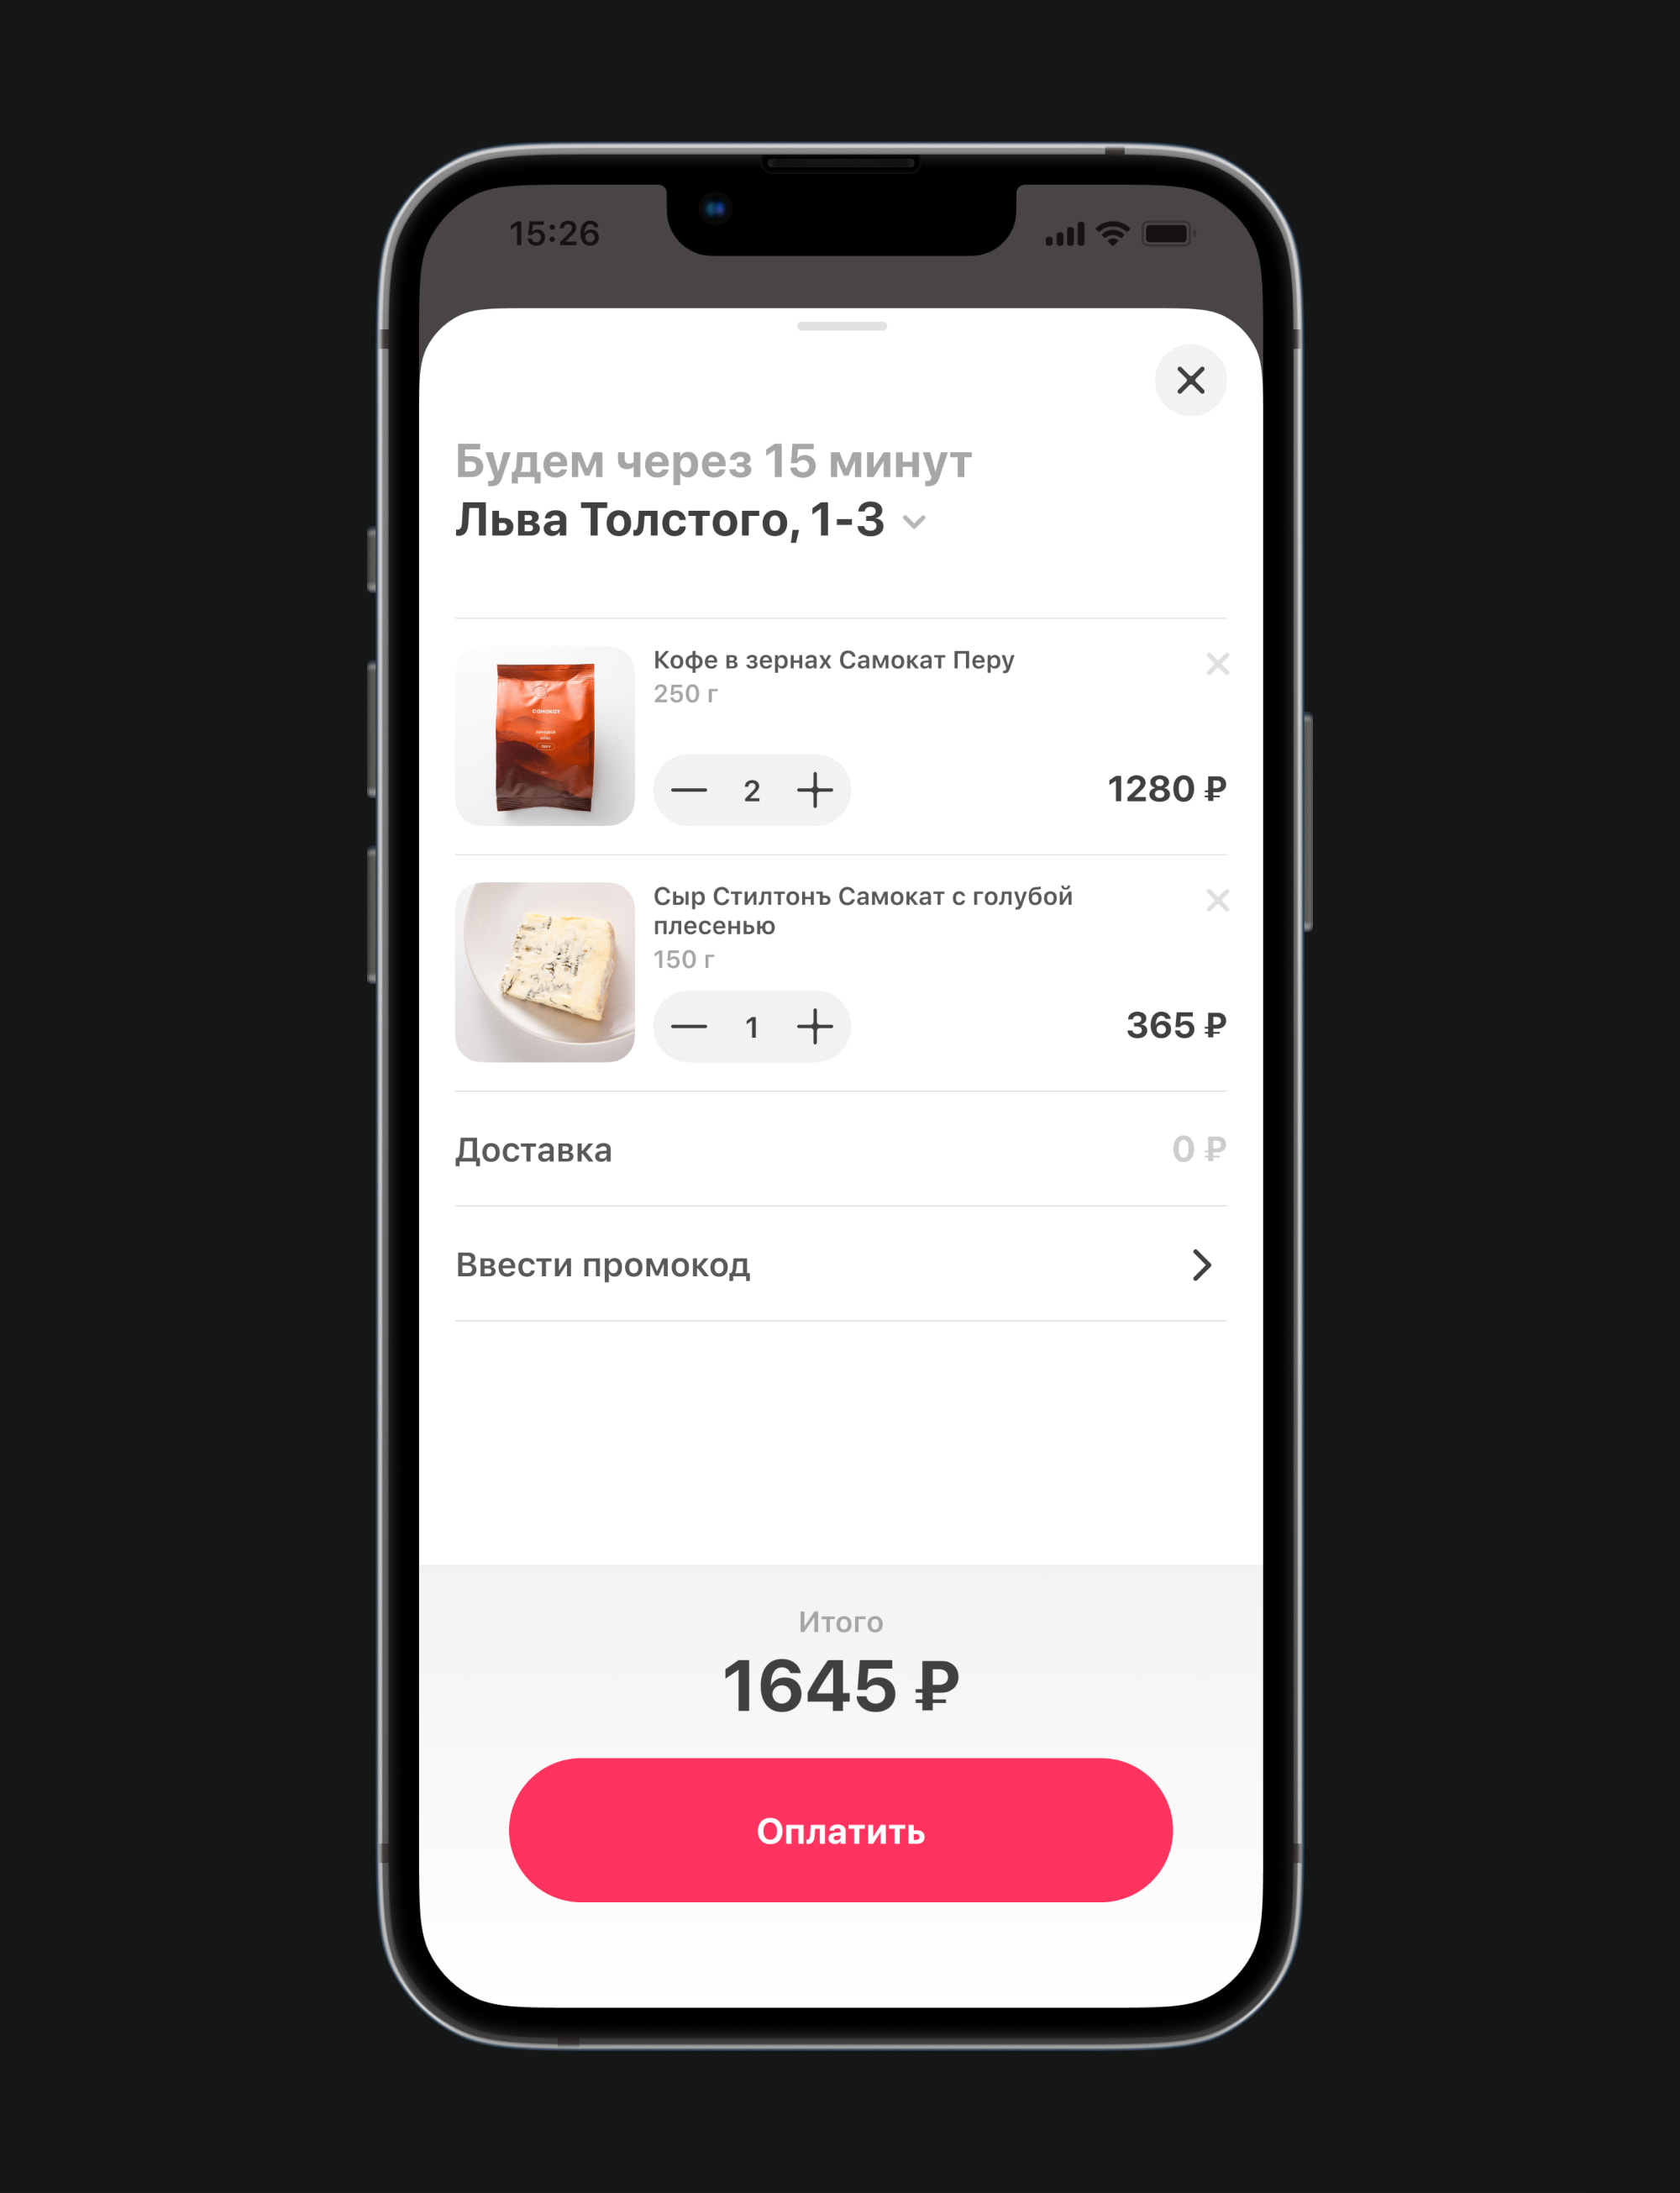 15:26
Будем через 15 минут
Льва Толстого, 1-3
Кофе в зернах Самокат Перу
250 г
самокат
2
1280 ₽
Сыр Стилтонъ Самокат с голубой
плесенью
150 г
1
365 ₽
Доставка
0 ₽
Ввести промокод
Итого
1645 ₽
Оплатить